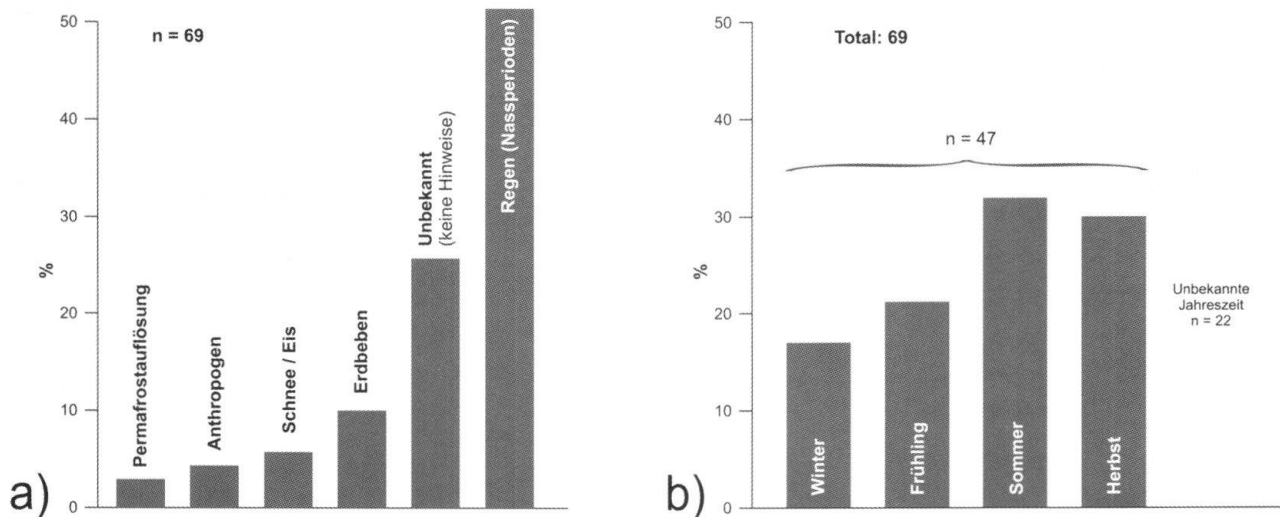 n = 69
50
40
30
20
10
0
%
Permafrostauflösung
Anthropogen
Schnee / Eis
Erdbeben
Unbekannt
(keine Hinweise)
Regen (Nassperioden)
a)
Total: 69
n = 47
50
40
30
20
10
0
%
Winter
Frühling
Sommer
Herbst
Unbekannte
Jahreszeit
n = 22
b)